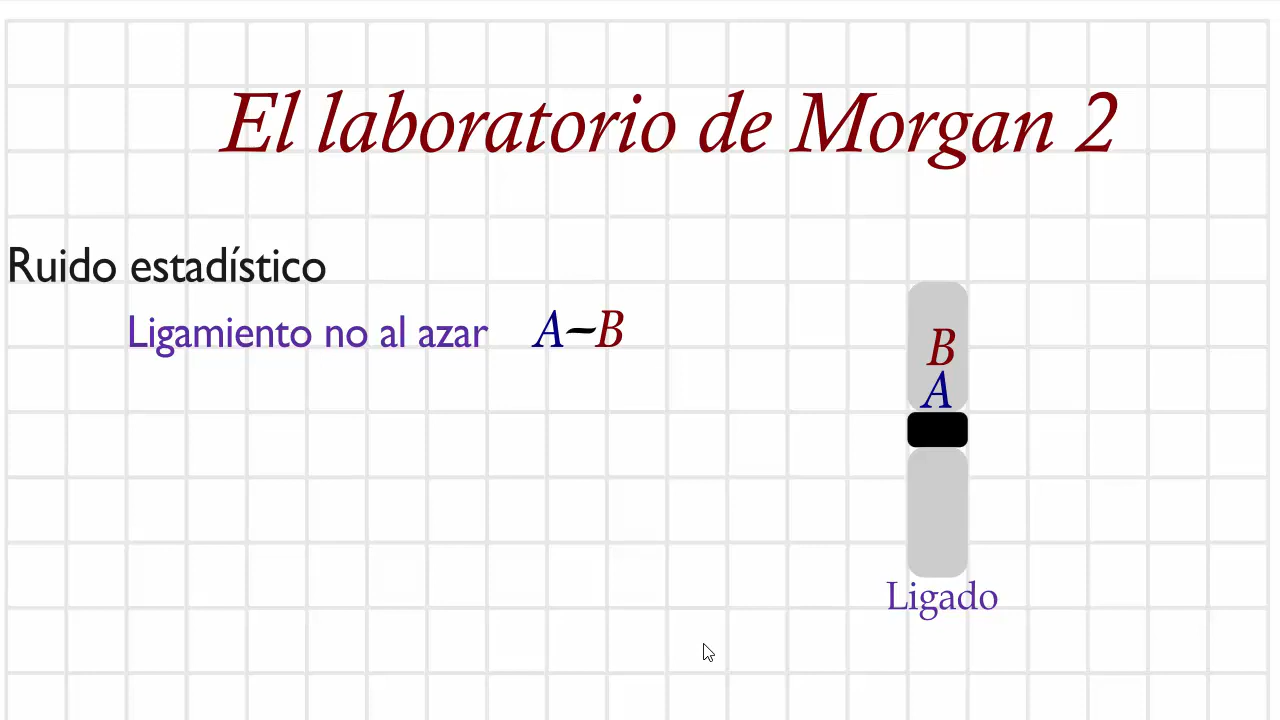 El laboratorio de Morgan 2
Ruido estadístico
Ligamiento no al azar A~B
B
A
Ligado